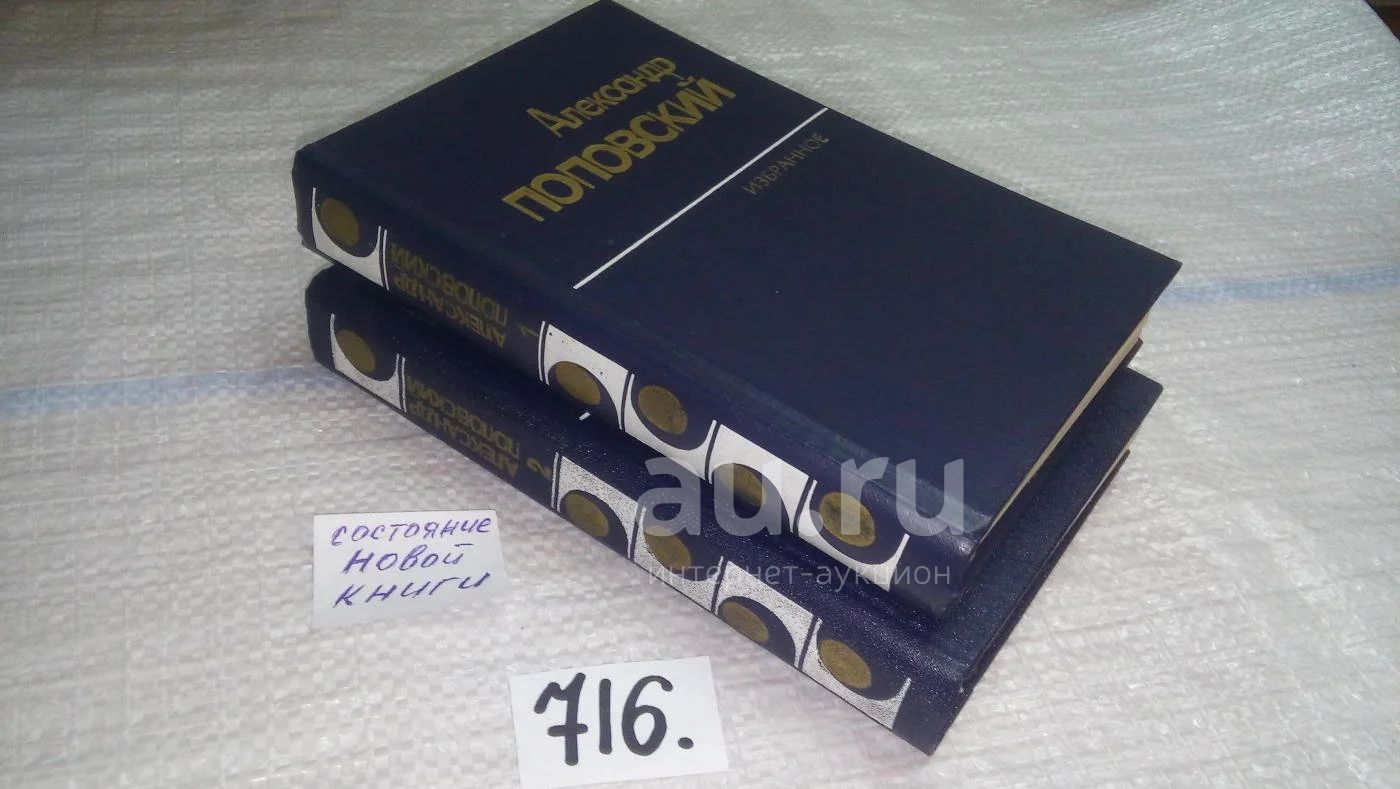 Александр
ПОПОВСКИЙ
ИЗБРАННОЕ
АЛЕКСАНДР
ПОПОВСКИЙ
1
АЛЕКСАНДР
ПОПОВСКИЙ
2
au.ru
интернет-аукцион
состояние
новой
книги
716.